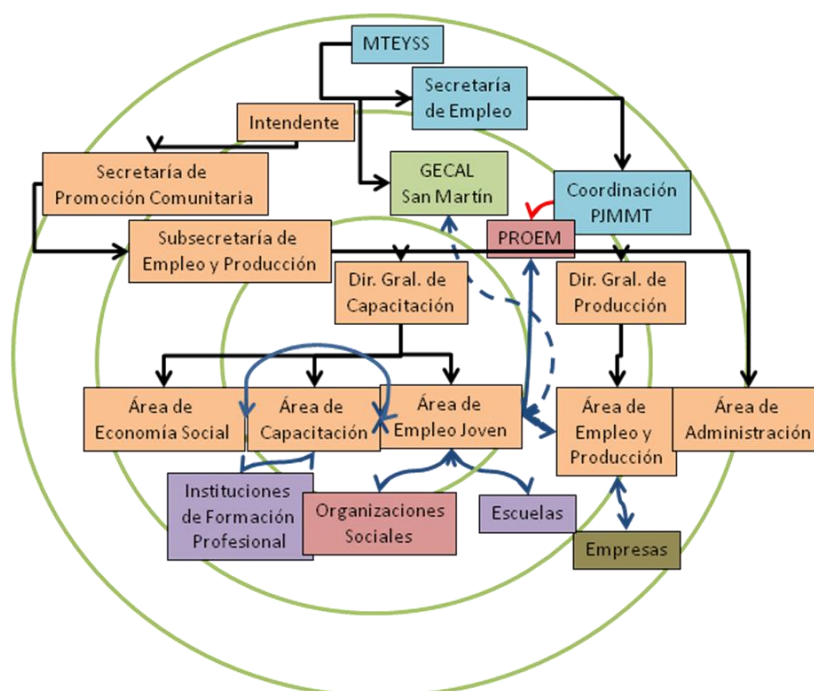 MTEYSS
Secretaría
de Empleo
Intendente
Secretaría de
Promoción Comunitaria
GECAL
San Martín
Coordinación
PJMMT
PROEM
Subsecretaría de
Empleo y Producción
Dir. Gral. de
Capacitación
Dir. Gral. de
Producción
Área de
Economía Social
Área de
Capacitación
Área de
Empleo Joven
Área de
Empleo y
Producción
Área de
Administración
Instituciones
de Formación
Profesional
Organizaciones
Sociales
Escuelas
Empresas